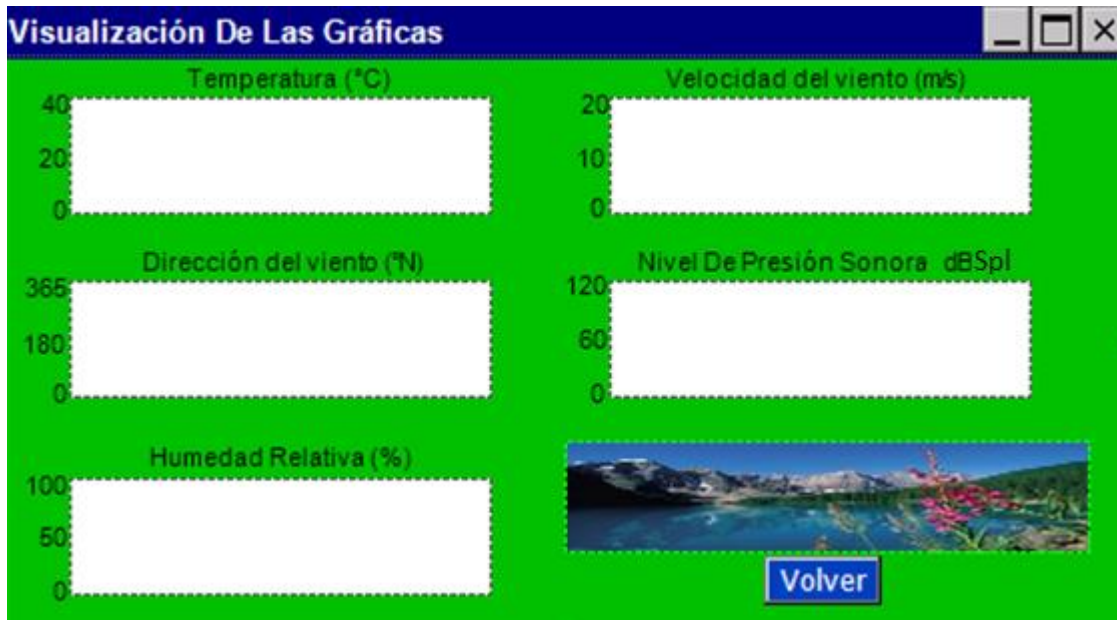 Visualización De Las Gráficas
Temperatura (°C)
40
20
0
Velocidad del viento (m/s)
20
10
0
Dirección del viento (°N)
365
180
0
Nivel De Presión Sonora dBSpl
120
60
0
Humedad Relativa (%)
100
50
0
Volver